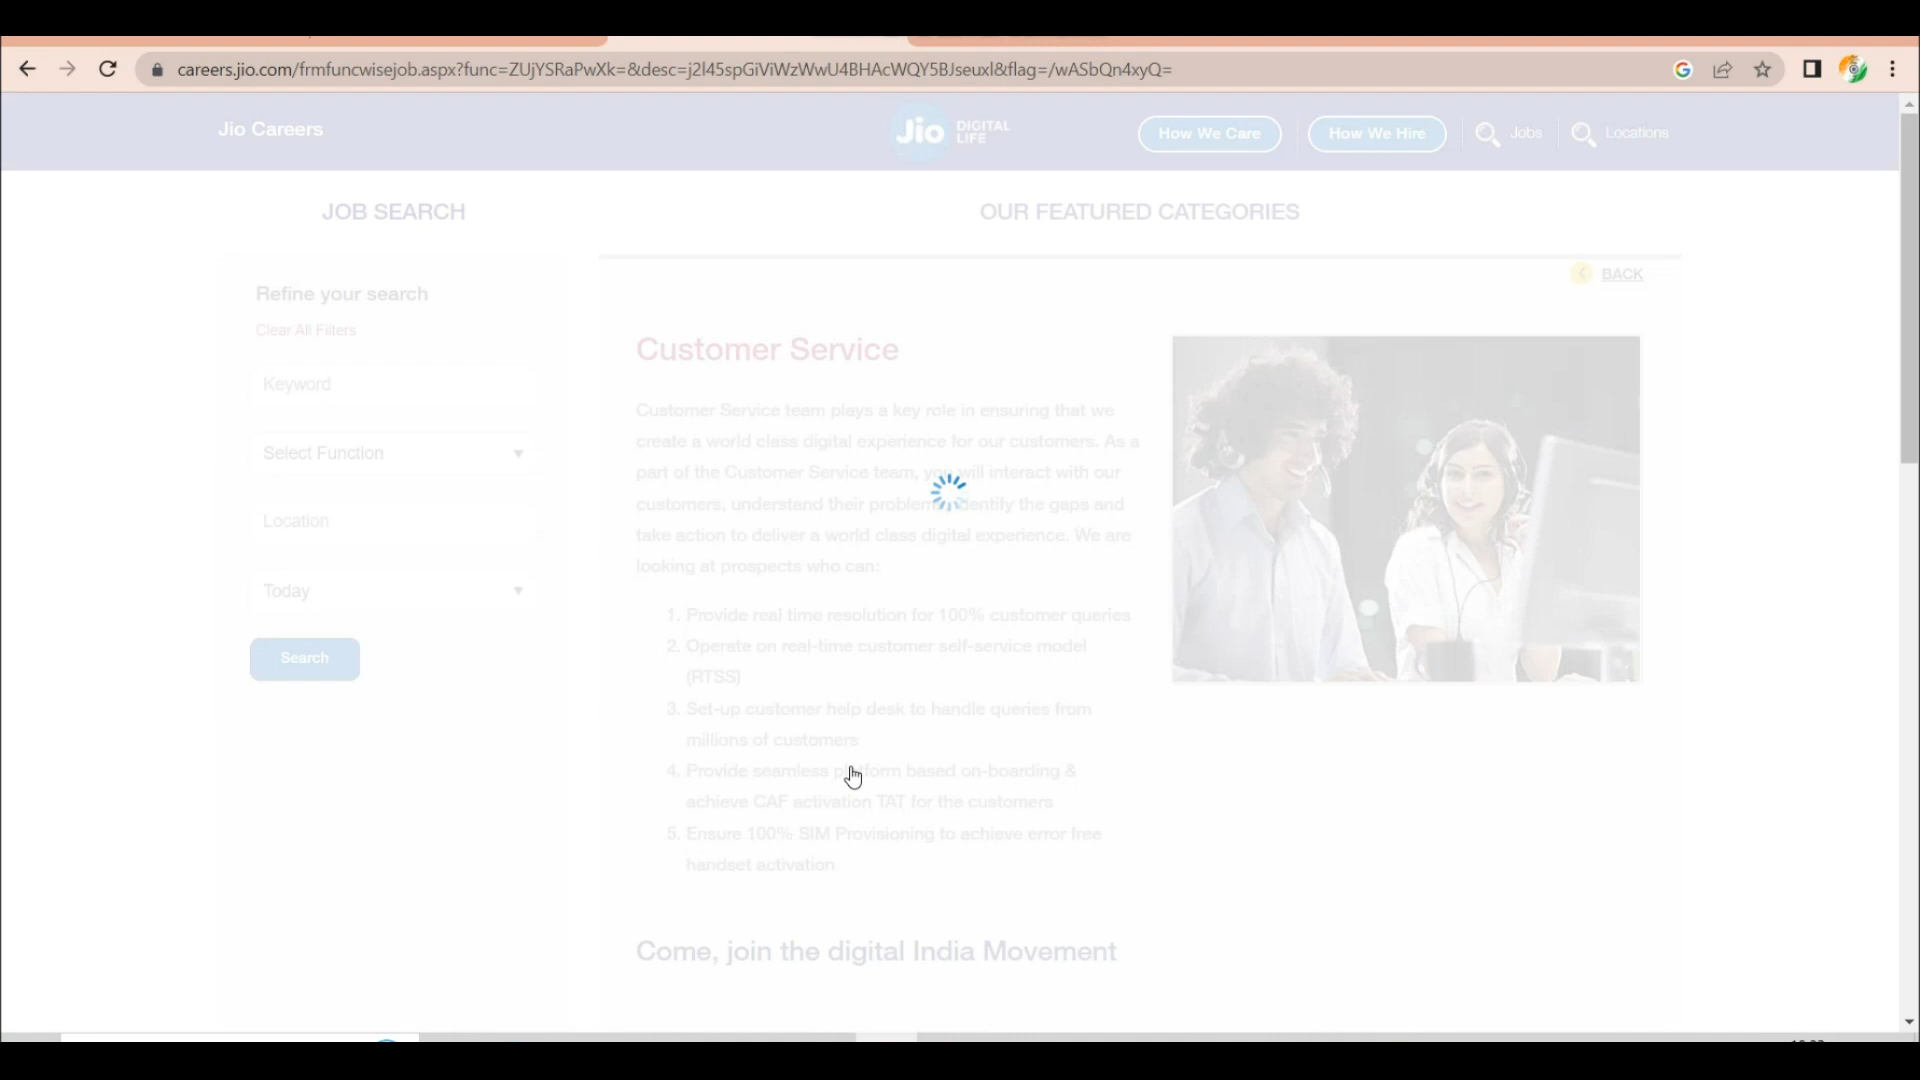 careers.jio.com/frmfuncwisejob.aspx?func=ZUjYSRaPwXk=&desc=j2l45spGiViWzWwU4BHAcWQY5BJseuxl&flag=/wASbQn4xyQ=
Jio Careers
Jio DIGITAL LIFE
How We Care
How We Hire
Jobs
Locations
JOB SEARCH
OUR FEATURED CATEGORIES
BACK
Refine your search
Clear All Filters
Keyword
Select Function
Location
Today
Search
Customer Service
Customer Service team plays a key role in ensuring that we
create a world class digital experience for our customers. As a
part of the Customer Service team, you will interact with our
customers, understand their problem identify the gaps and
take action to deliver a world class digital experience. We are
looking at prospects who can:
1. Provide real time resolution for 100% customer queries
2. Operate on real-time customer self-service model
(RTSS)
3. Set-up customer help desk to handle queries from
millions of customers
4. Provide seamless platform based on-boarding &
achieve CAF activation TAT for the customers
5. Ensure 100% SIM Provisioning to achieve error free
handset activation
Come, join the digital India Movement